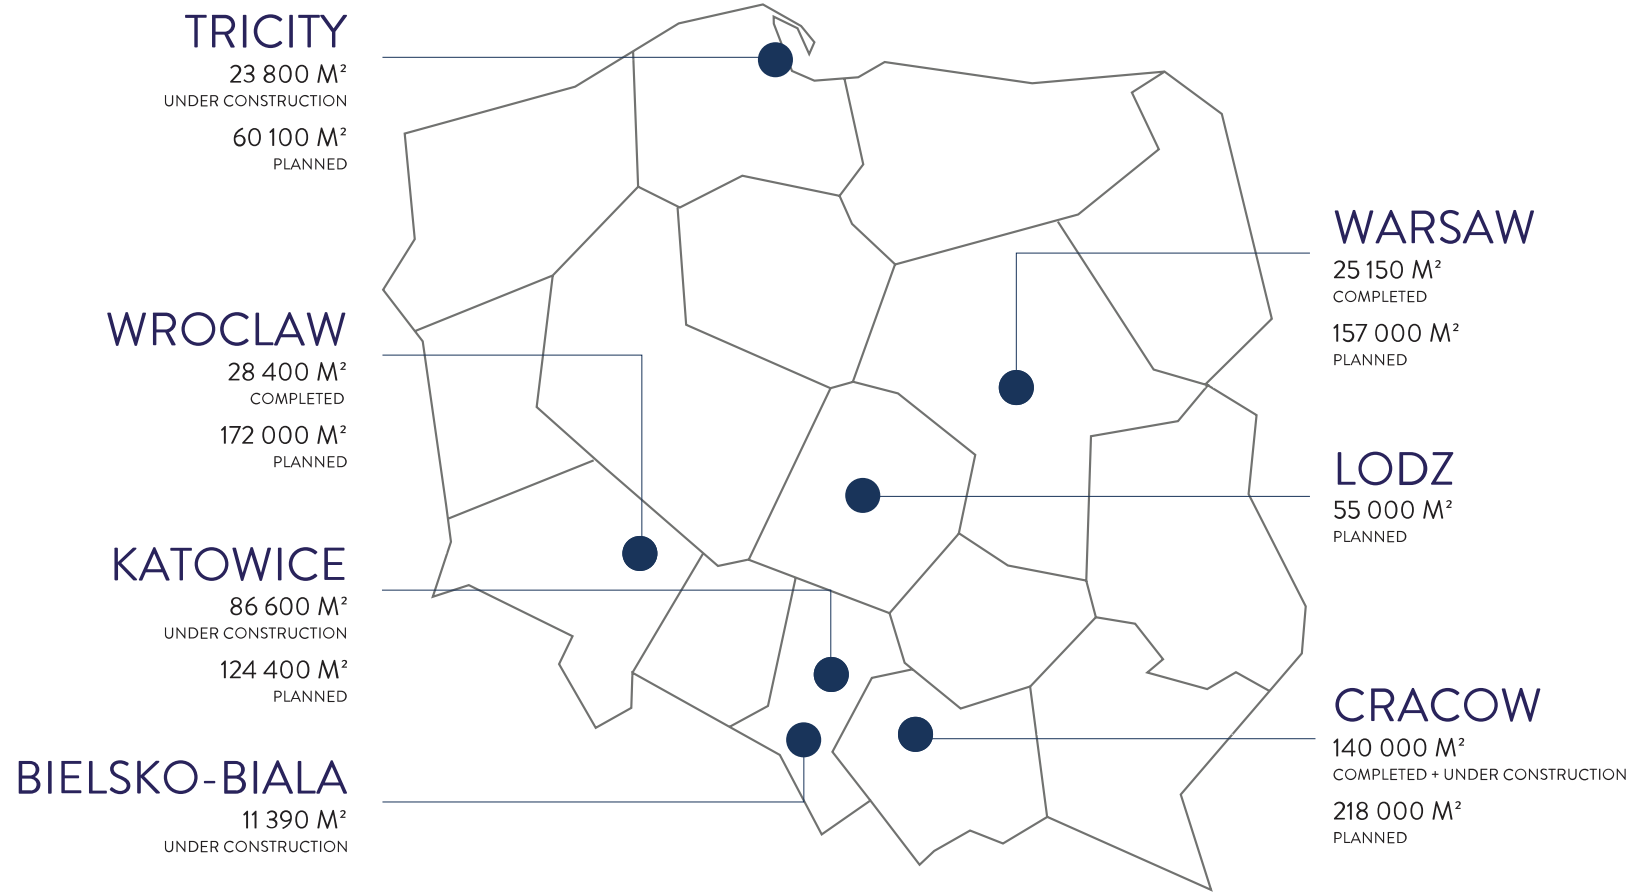 TRICITY
23 800 M²
UNDER CONSTRUCTION
60 100 M²
PLANNED
WROCLAW
28 400 M²
COMPLETED
172 000 M²
PLANNED
KATOWICE
86 600 M²
UNDER CONSTRUCTION
124 400 M²
PLANNED
BIELSKO-BIALA
11 390 M²
UNDER CONSTRUCTION
WARSAW
25 150 M²
COMPLETED
157 000 M²
PLANNED
LODZ
55 000 M²
PLANNED
CRACOW
140 000 M²
COMPLETED + UNDER CONSTRUCTION
218 000 M²
PLANNED